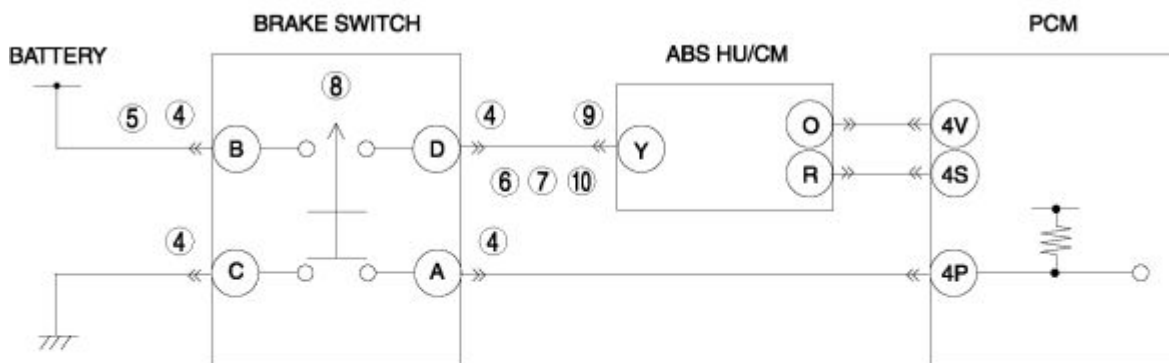 BRAKE SWITCH
PCM
BATTERY
ABS HU/CM
⑧
⑤ ④
④
⑨
B
D
Y
O
4V
R
4S
⑥ ⑦ ⑩
④
④
C
A
4P